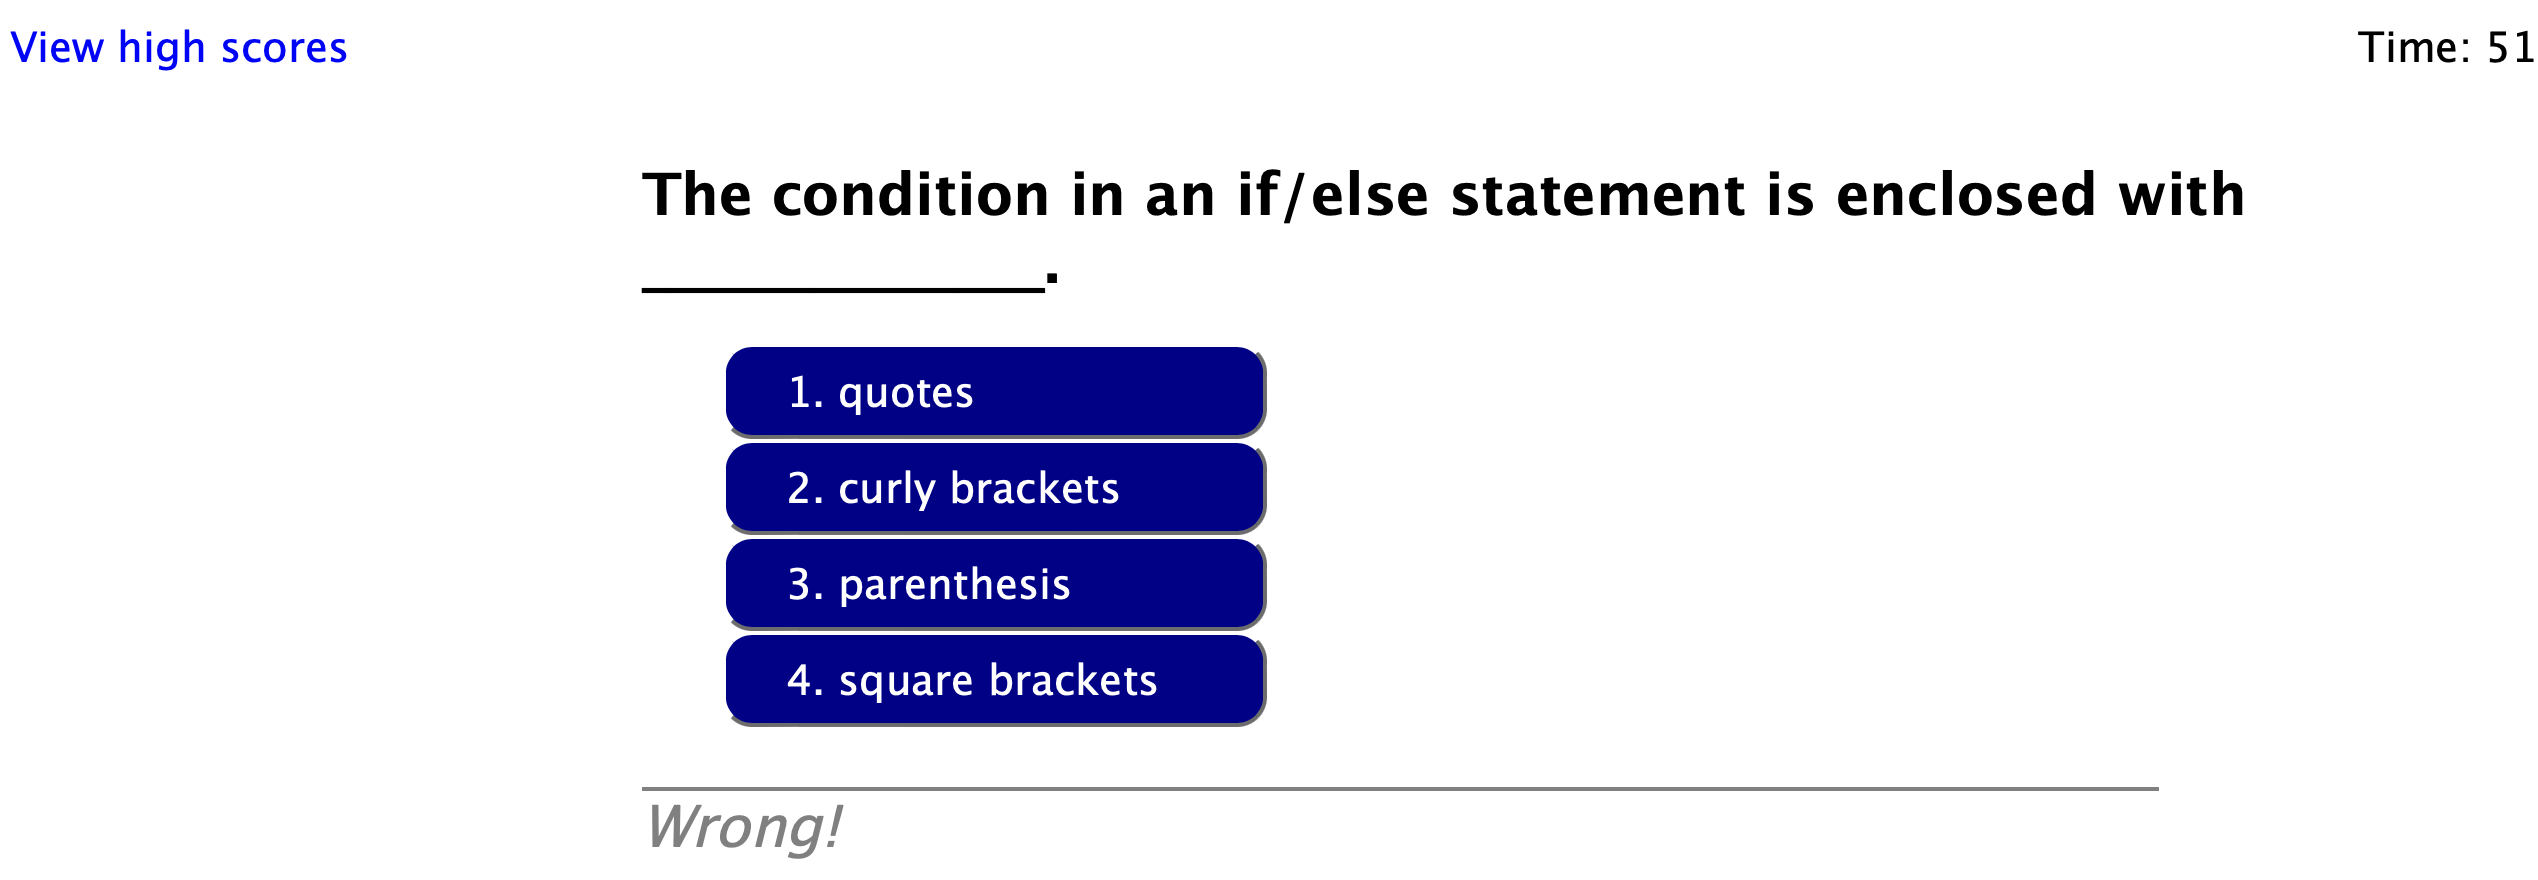 View high scores
Time: 51
The condition in an if/else statement is enclosed with
____________.
1. quotes
2. curly brackets
3. parenthesis
4. square brackets
Wrong!